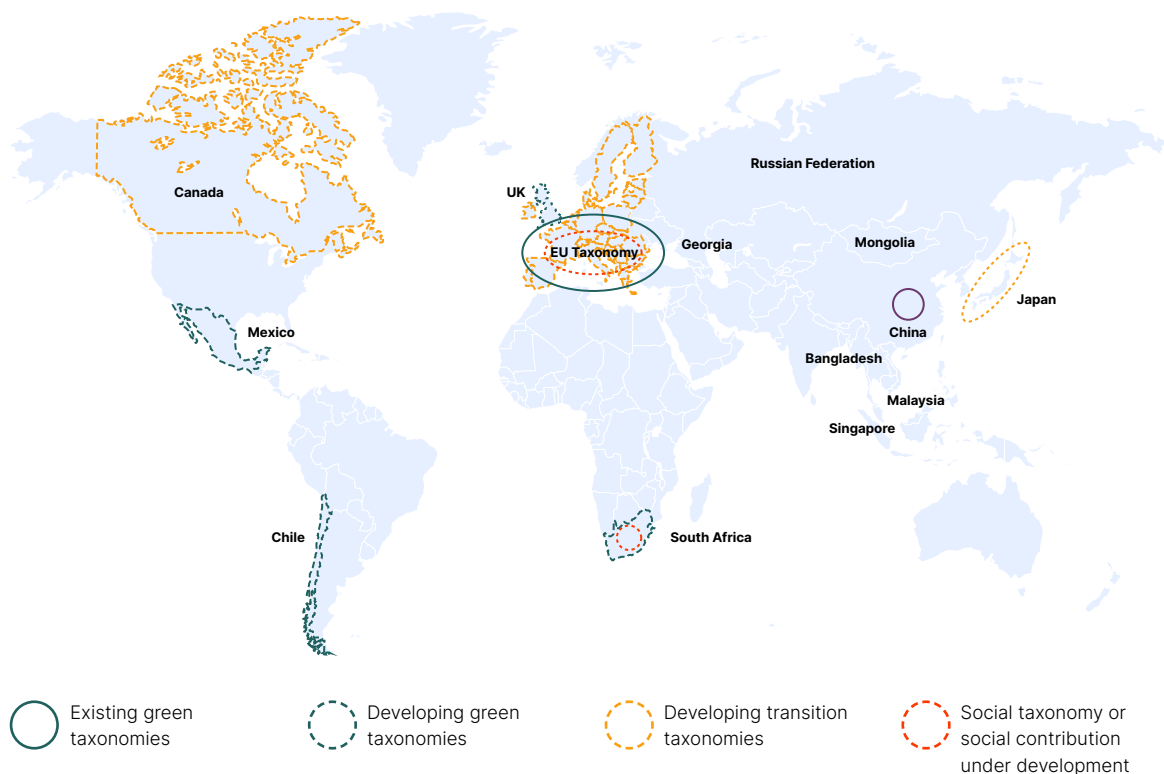 Canada
UK
Russian Federation
EU Taxonomy
Georgia
Mongolia
Japan
Mexico
China
Bangladesh
Malaysia
Singapore
Chile
South Africa
Existing green
taxonomies
Developing green
taxonomies
Developing transition
taxonomies
Social taxonomy or
social contribution
under development